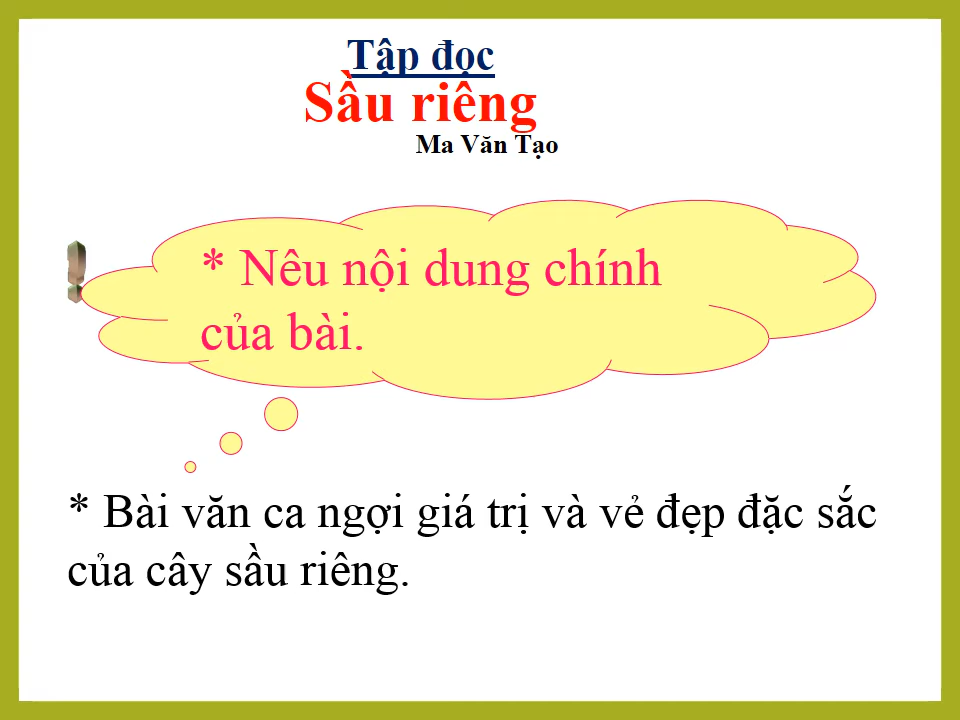 Tập đọc
Sầu riêng
Ma Văn Tạo
* Nêu nội dung chính
của bài.
* Bài văn ca ngợi giá trị và vẻ đẹp đặc sắc
của cây sầu riêng.